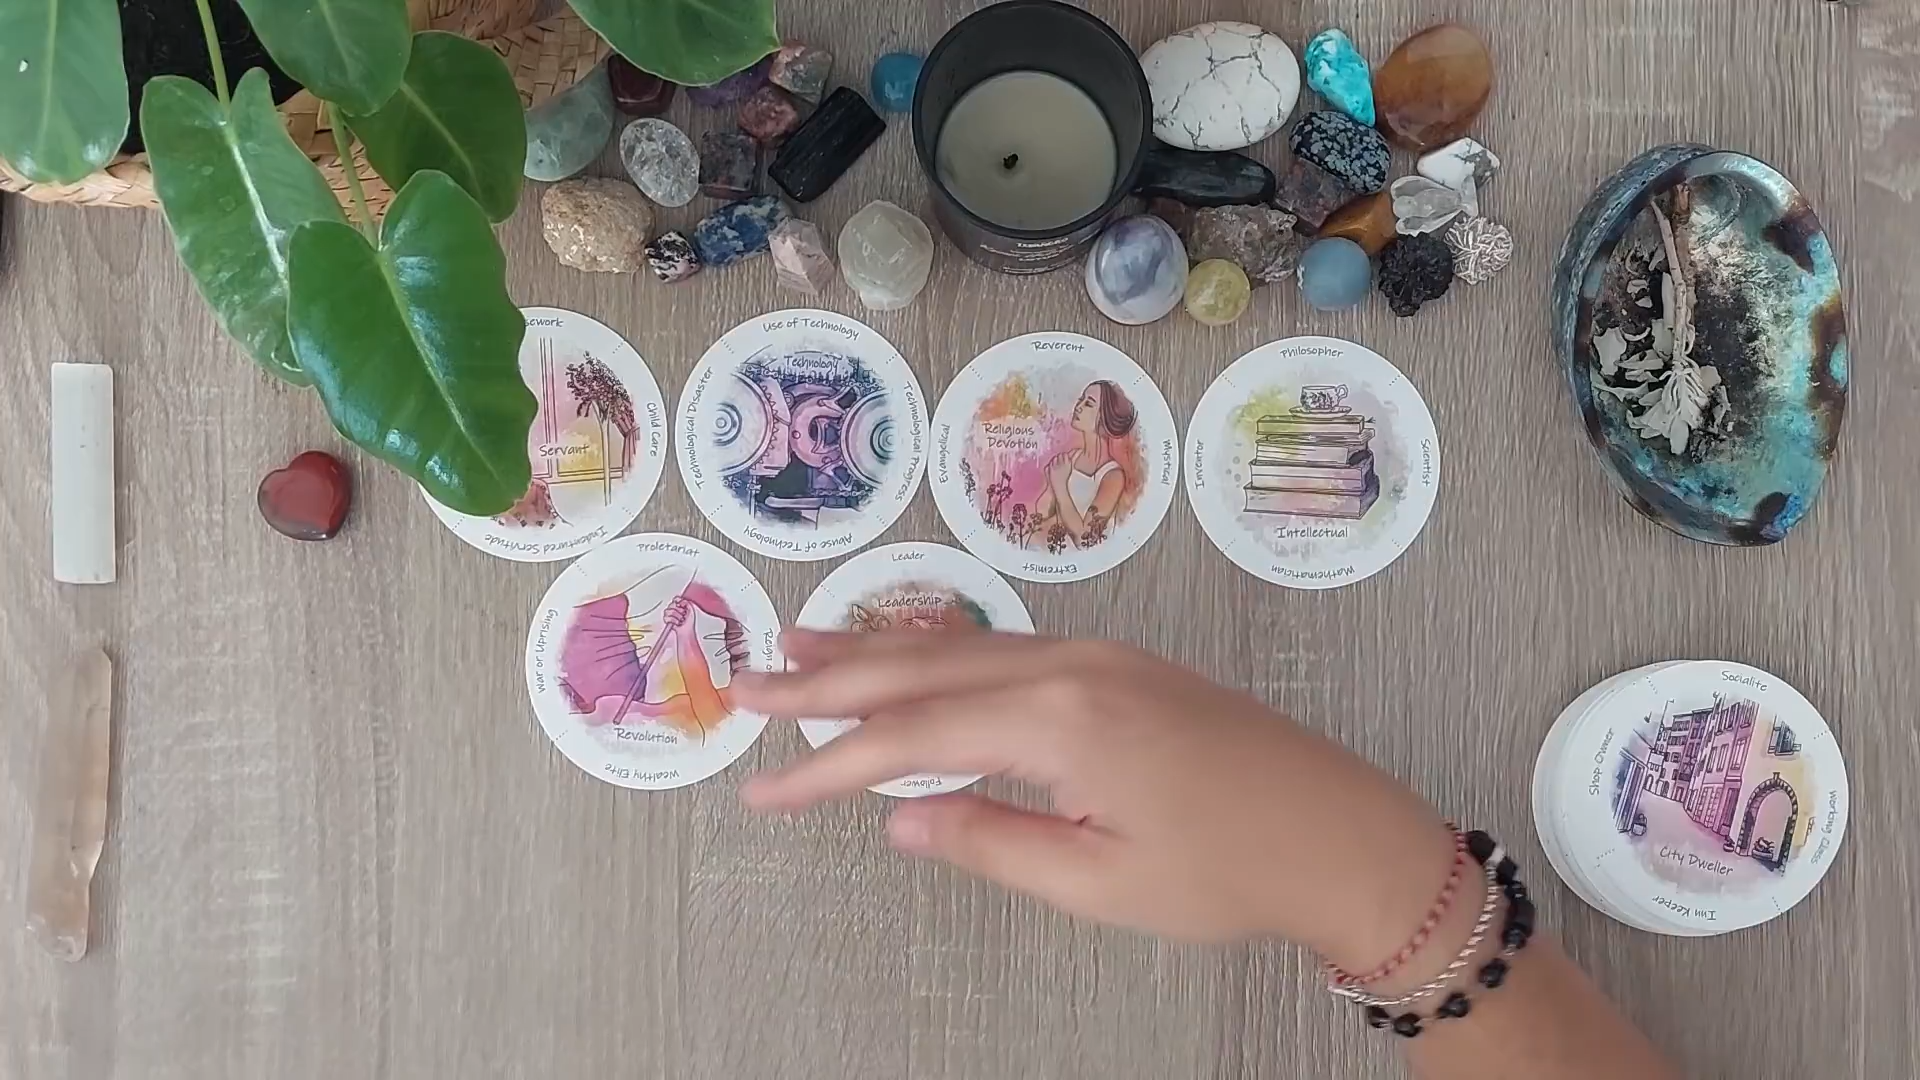 Child Care
Servant
Indentured Servitude
Use of Technology
Technology
Technological Disaster
Technological Progress
Abuse of Technology
Reverent
Religious
Devotion
Evangelical
Mystical
Extremist
Philosopher
Inventor
Scientist
Intellectual
Mathematician
Proletariat
War or Uprising
Revolution
Wealthy Elite
Leader
Leadership
Follower
Socialite
Shop Owner
Working Class
City Dweller
Inn Keeper